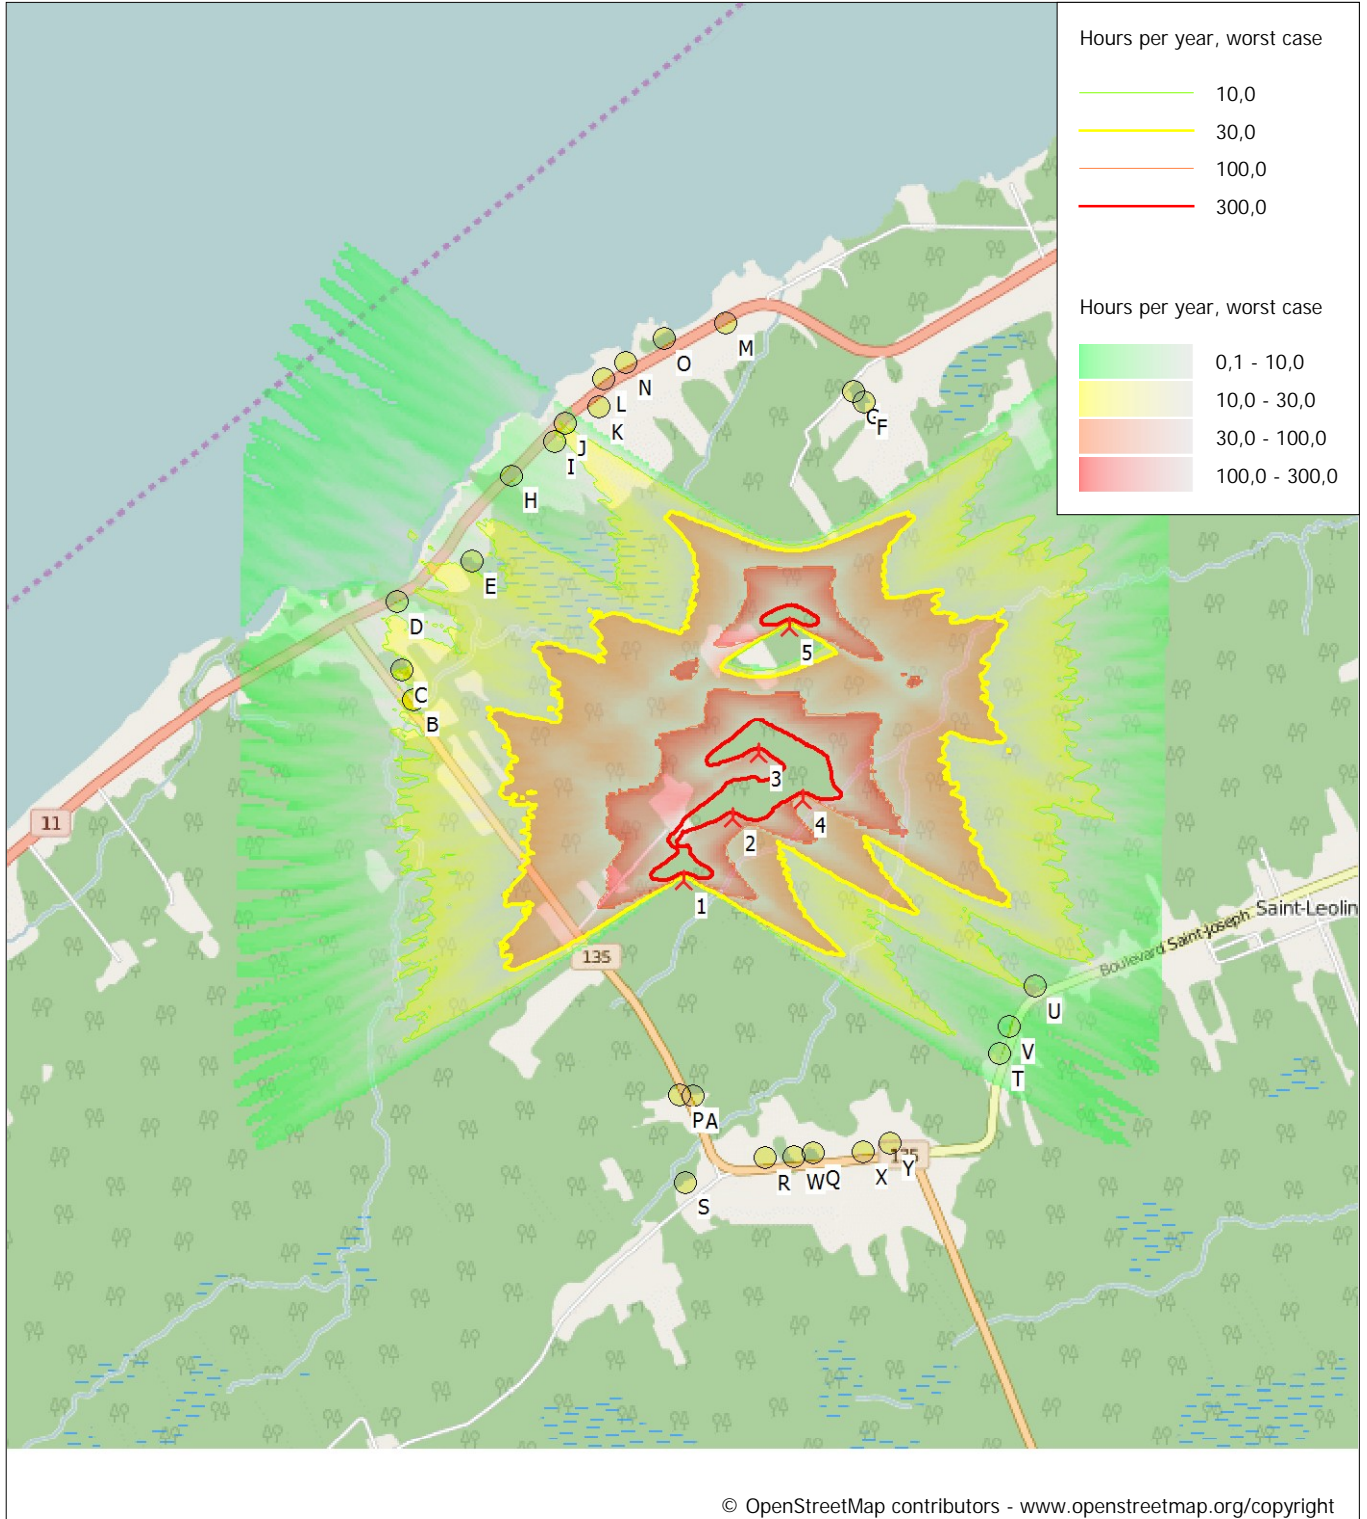 Hours per year, worst case
10,0
30,0
100,0
300,0
Hours per year, worst case
0,1 - 10,0
10,0 - 30,0
30,0 - 100,0
100,0 - 300,0
M
O
N
L
K
J
I
H
G
F
E
D
C
B
5
3
4
2
1
11
135
Saint-Leolin
Boulevard Saint-Joseph
U
V
T
P
A
R
W
Q
X
Y
135
S
© OpenStreetMap contributors - www.openstreetmap.org/copyright